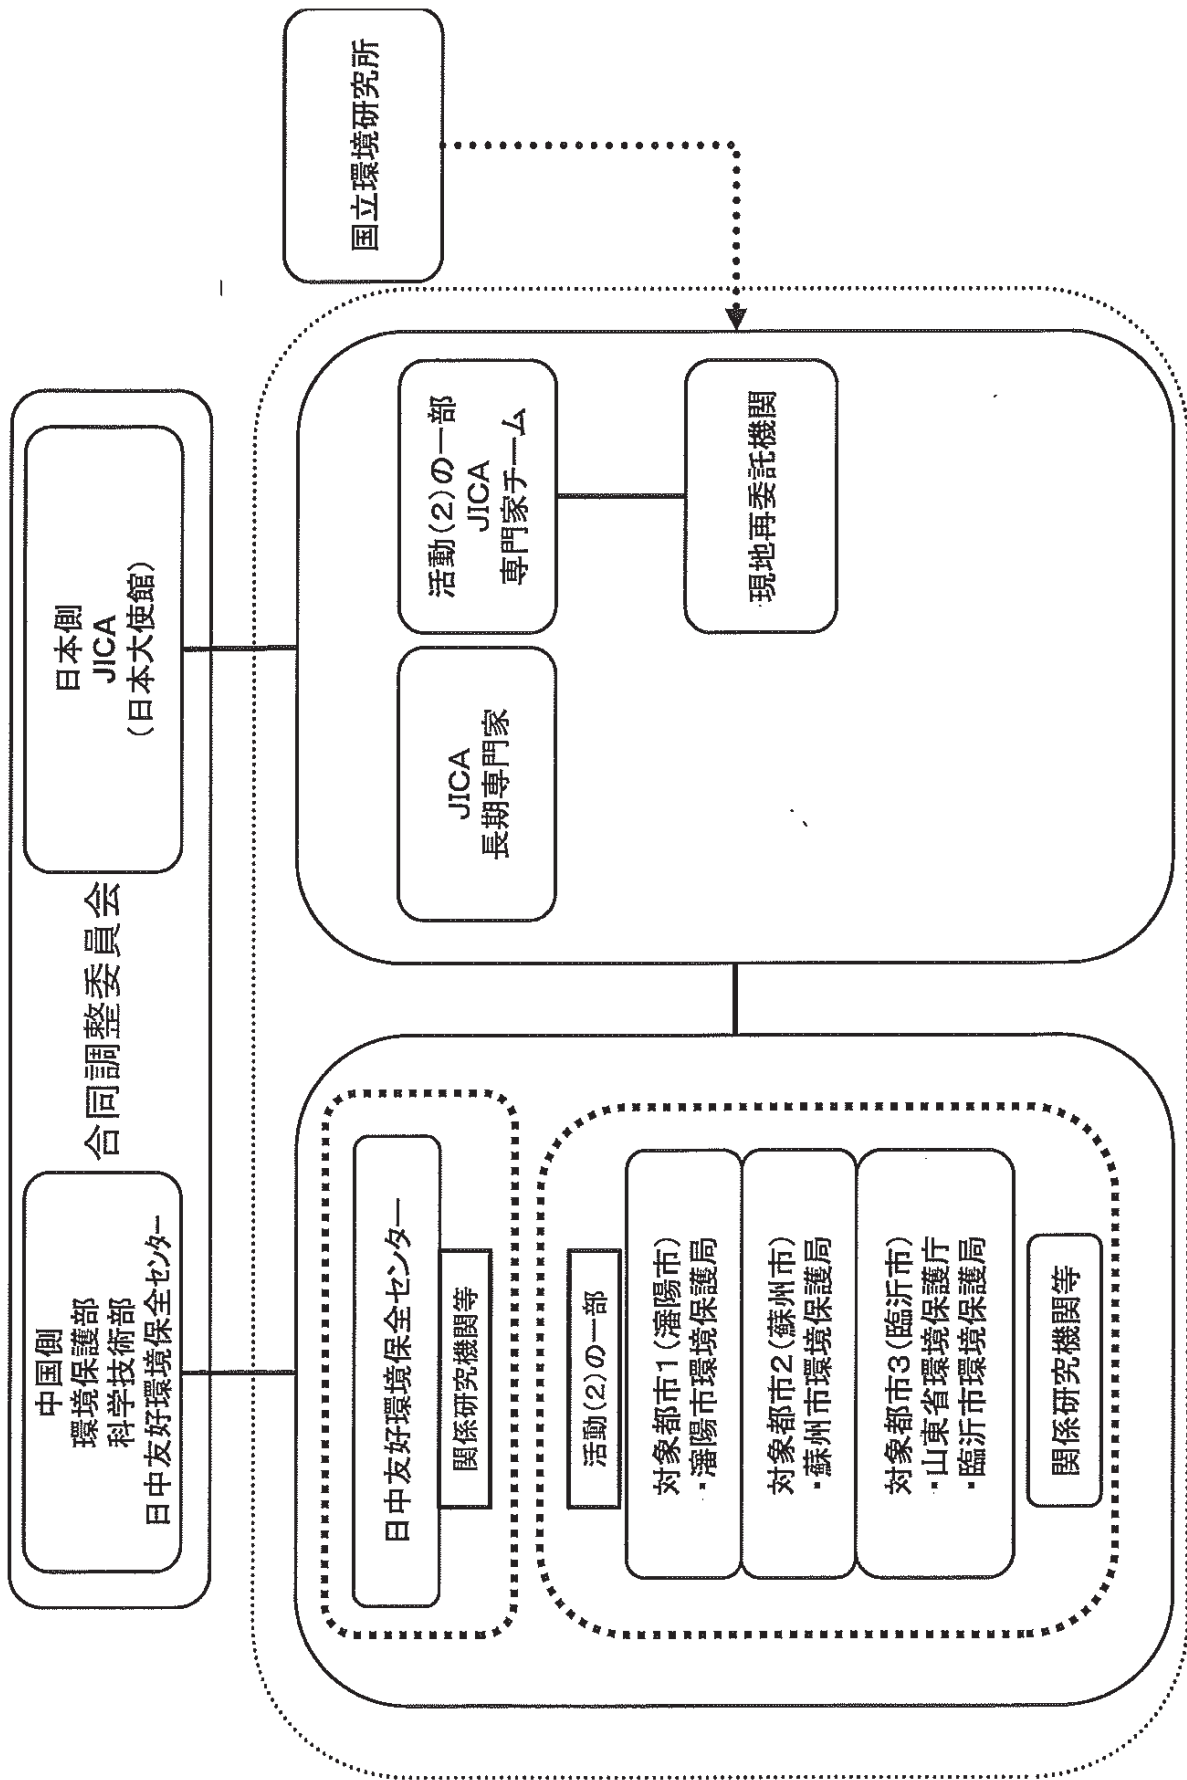 合同調整委員会
中国側
環境保護部
科学技術部
日中友好環境保全センター
日本側
JICA
(日本大使館)
日中友好環境保全センター
関係研究機関等
活動(2)の一部
対象都市1(瀋陽市)
・瀋陽市環境保護局
対象都市2(蘇州市)
・蘇州市環境保護局
対象都市3(臨沂市)
・山東省環境保護庁
・臨沂市環境保護局
関係研究機関等
JICA
長期専門家
活動(2)の一部
JICA
専門家チーム
現地再委託機関
国立環境研究所